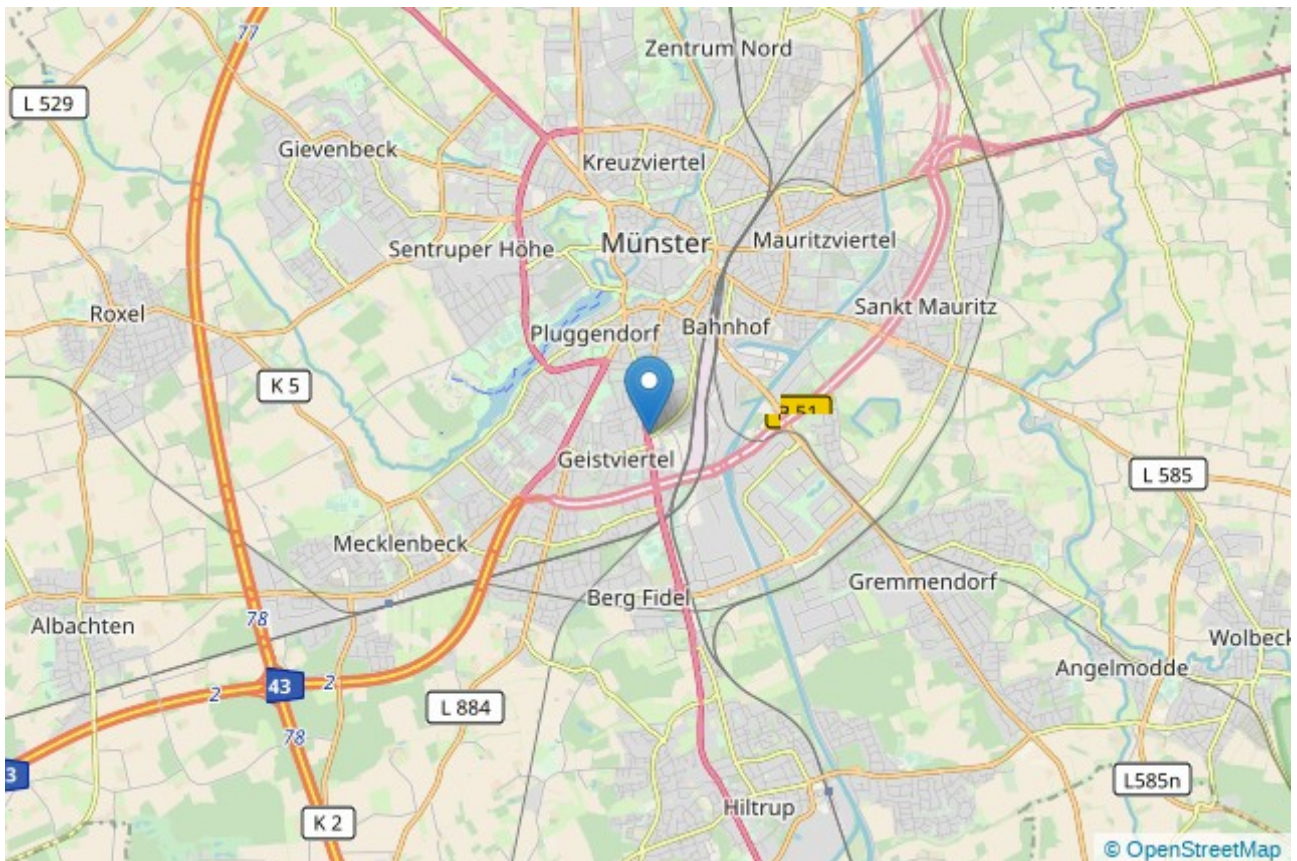 Zentrum Nord
77
L 529
Gievenbeck
Kreuzviertel
Sentruper Höhe
Münster
Mauritzviertel
Roxel
Sankt Mauritz
Pluggendorf
Bahnhof
K 5
Geistviertel
L 585
Mecklenbeck
Gremmendorf
Berg Fidel
78
Albachten
Wolbeck
Angelmodde
43
2
2
L 884
78
3
L585n
Hiltrup
K 2
© OpenStreetMap